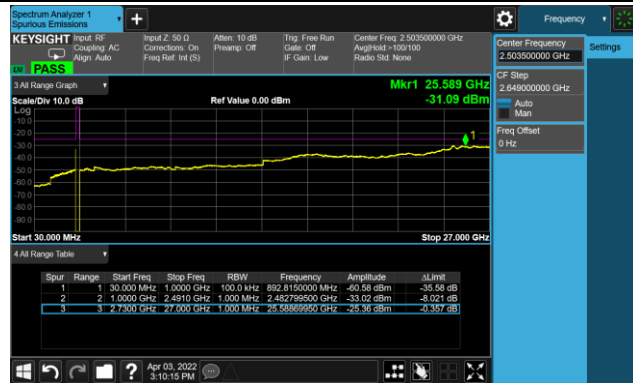 Spectrum Analyzer 1
Spurious Emissions
Frequency
KEYSIGHT
Input: RF
Coupling: AC
Align: Auto
Input Z: 50 Ω
Corrections: On
Freq Ref: Int (S)
Atten: 10 dB
Preamp: Off
Trig: Free Run
Gate: Off
IF Gain: Low
Center Freq: 2.503500000 GHz
Avg|Hold:>100/100
Radio Std: None
PASS
Center Frequency
2.503500000 GHz
Settings
CF Step
2.649000000 GHz
Auto
Man
Freq Offset
0 Hz
3 All Range Graph
Mkr1 25.589 GHz
Scale/Div 10.0 dB
Ref Value 0.00 dBm
-31.09 dBm
Log
-10.0
-20.0
-30.0
-40.0
-50.0
-60.0
-70.0
-80.0
-90.0
1
Start 30.000 MHz
Stop 27.000 GHz
4 All Range Table
Spur Range Start Freq Stop Freq RBW Frequency Amplitude ΔLimit
1 1 30.000 MHz 1.0000 GHz 100.0 kHz 892.8150000 MHz -60.58 dBm -35.58 dB
2 2 1.0000 GHz 2.4910 GHz 1.000 MHz 2.482799500 GHz -33.02 dBm -8.021 dB
3 3 2.7300 GHz 27.000 GHz 1.000 MHz 25.58869950 GHz -25.36 dBm -0.357 dB
Apr 03, 2022
3:10:15 PM